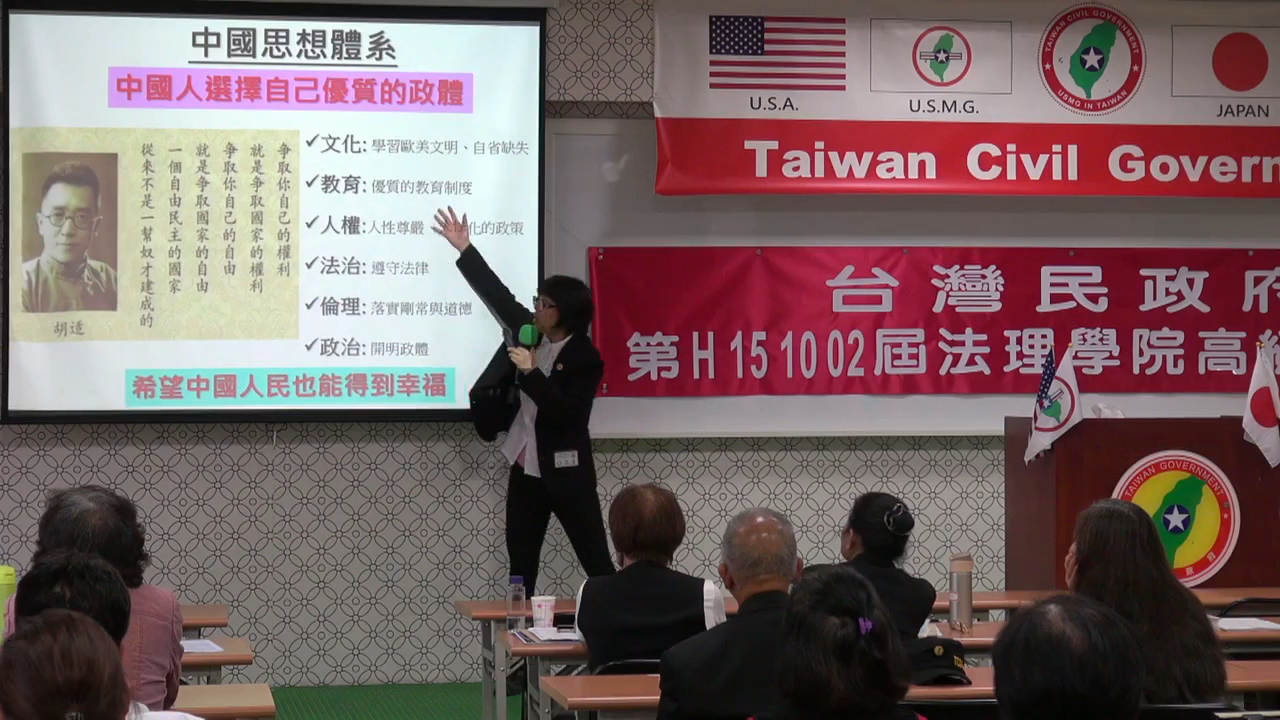 中國思想體系
中國人選擇自己優質的政體
爭取你自己的權利
就是爭取國家的權利
爭取你自己的自由
就是爭取國家的自由
一個自由民主的國家
從來不是一幫奴才建成的
胡适
✓文化: 學習歐美文明、自省缺失
✓教育: 優質的教育制度
✓人權: 人性尊嚴 化的政策
✓法治: 遵守法律
✓倫理: 落實剛常與道德
✓政治: 開明政體
希望中國人民也能得到幸福
U.S.A.
U.S.M.G.
TAIWAN CIVIL GOVERNMENT
USMG IN TAIWAN
JAPAN
Taiwan Civil Govern
台灣民政府
第H 15 10 02屆法理學院高
TAIWAN GOVERNMENT